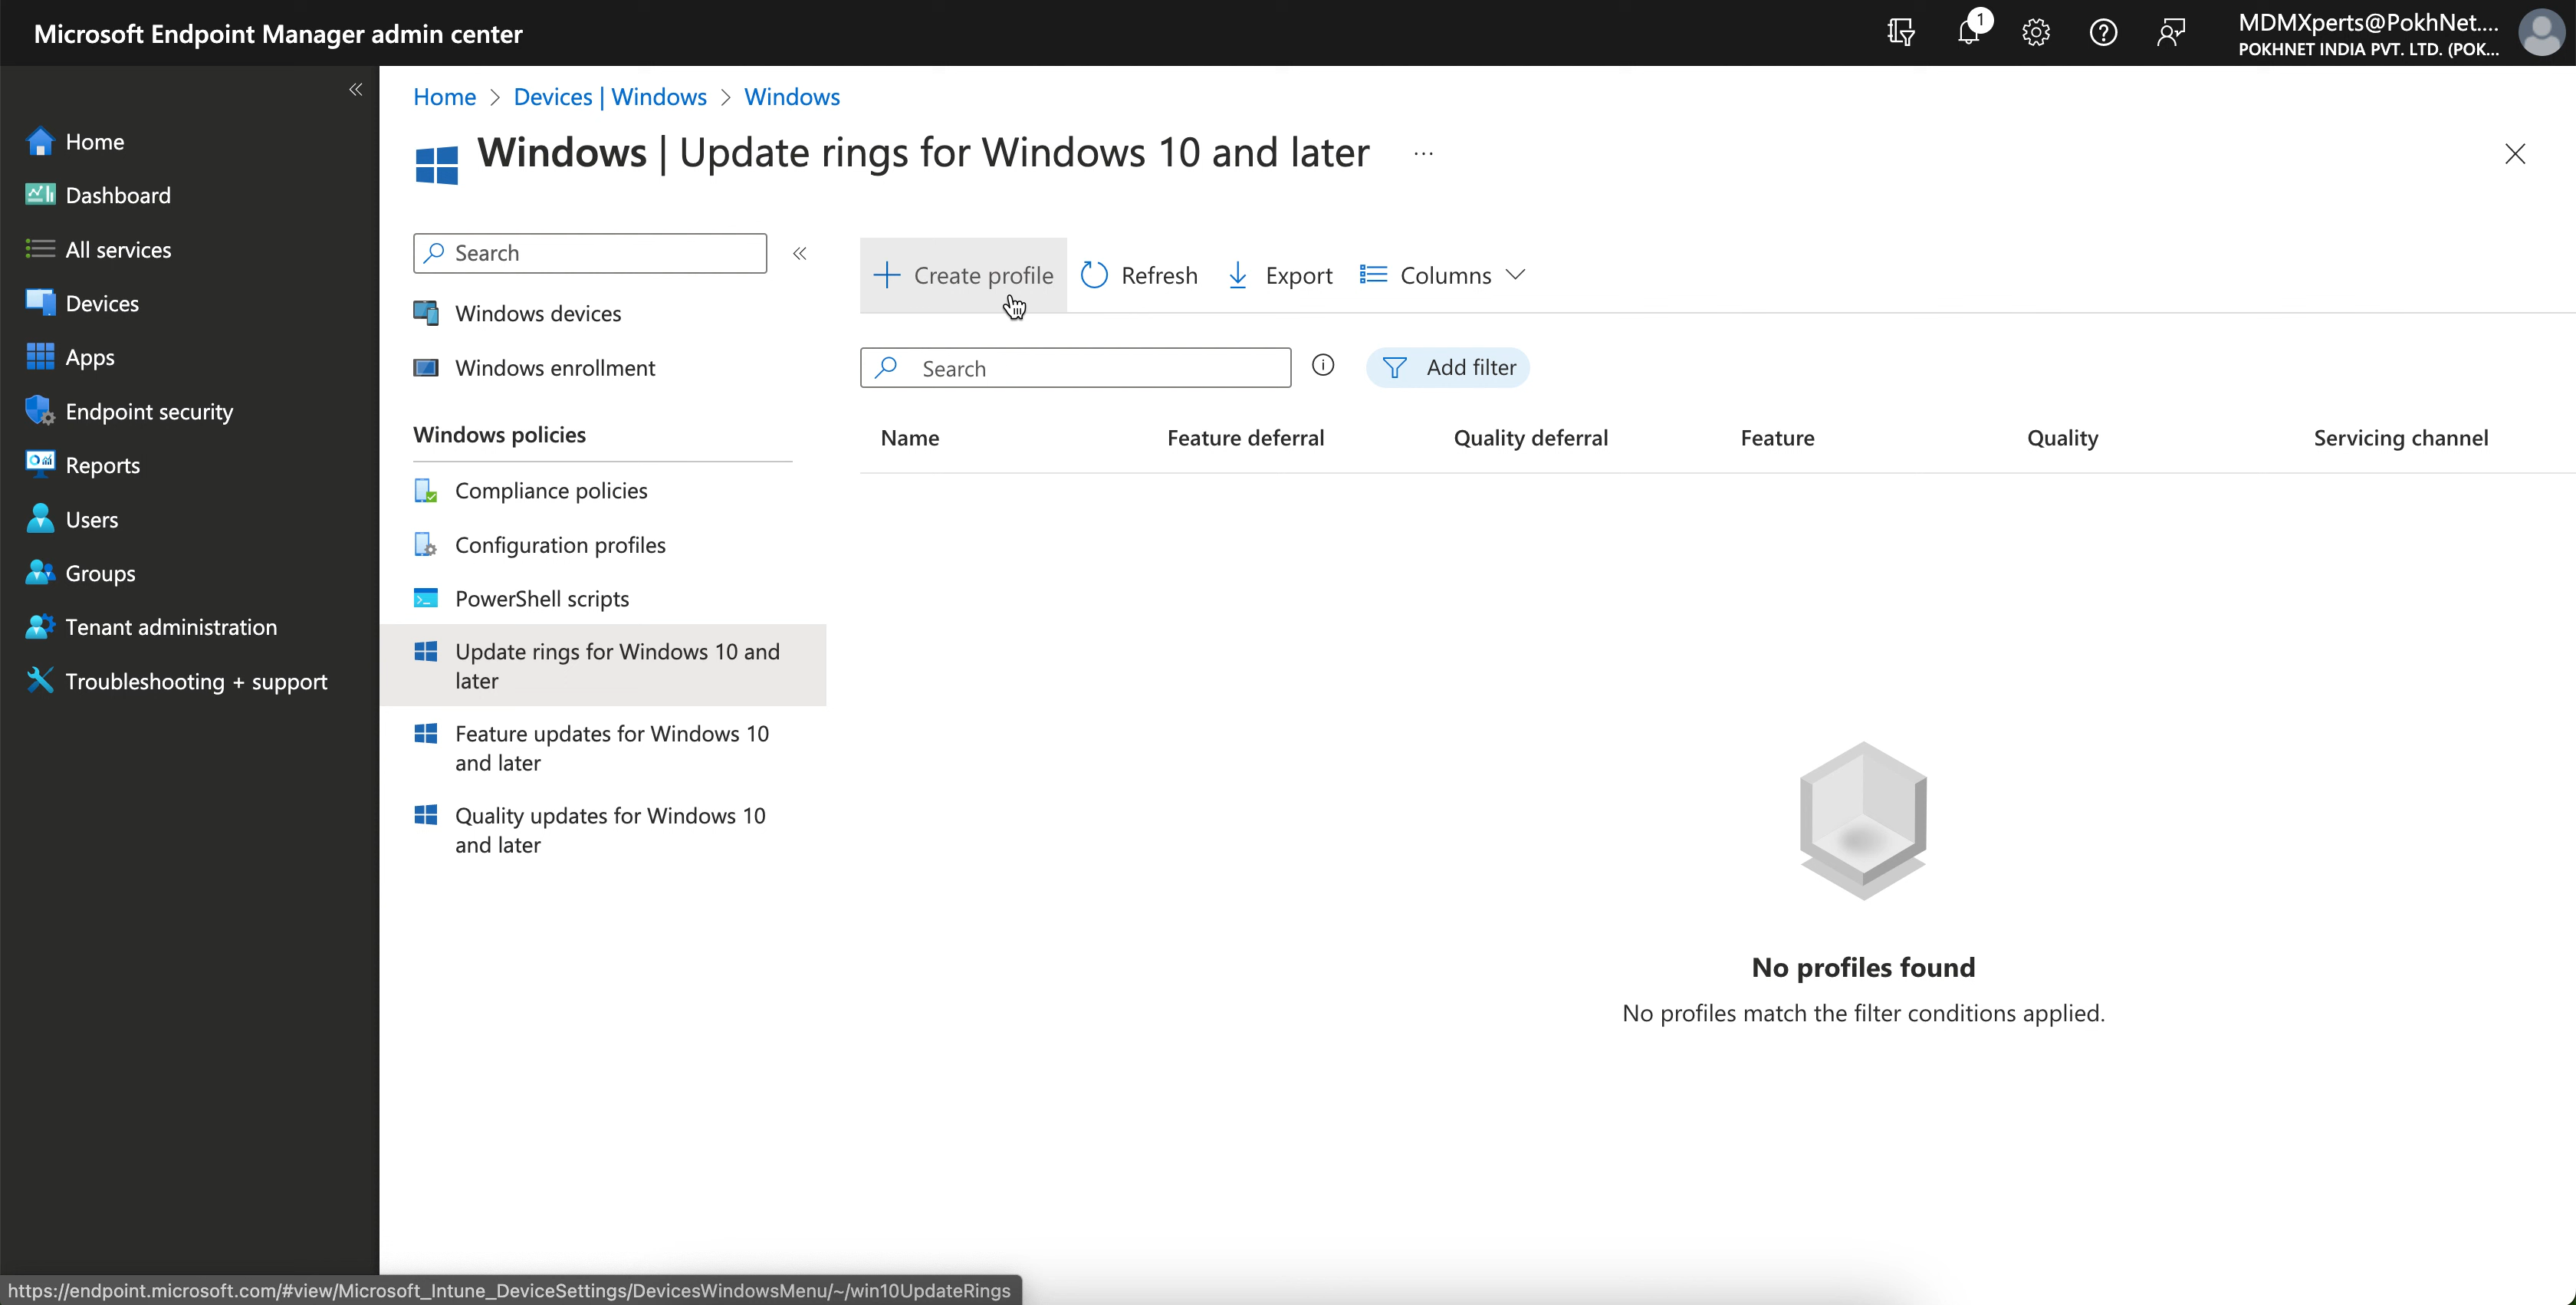 Microsoft Endpoint Manager admin center
1
MDMXperts@PokhNet....
POKHNET INDIA PVT. LTD. (POK...
Home
Dashboard
All services
Devices
Apps
Endpoint security
Reports
Users
Groups
Tenant administration
Troubleshooting + support
Home > Devices | Windows > Windows
Windows | Update rings for Windows 10 and later ...
Search
Windows devices
Windows enrollment
Windows policies
Compliance policies
Configuration profiles
PowerShell scripts
Update rings for Windows 10 and
later
Feature updates for Windows 10
and later
Quality updates for Windows 10
and later
Create profile Refresh Export Columns
Search Add filter
Name Feature deferral Quality deferral Feature Quality Servicing channel
No profiles found
No profiles match the filter conditions applied.
https://endpoint.microsoft.com/#view/Microsoft_Intune_DeviceSettings/DevicesWindowsMenu/~/win10UpdateRings